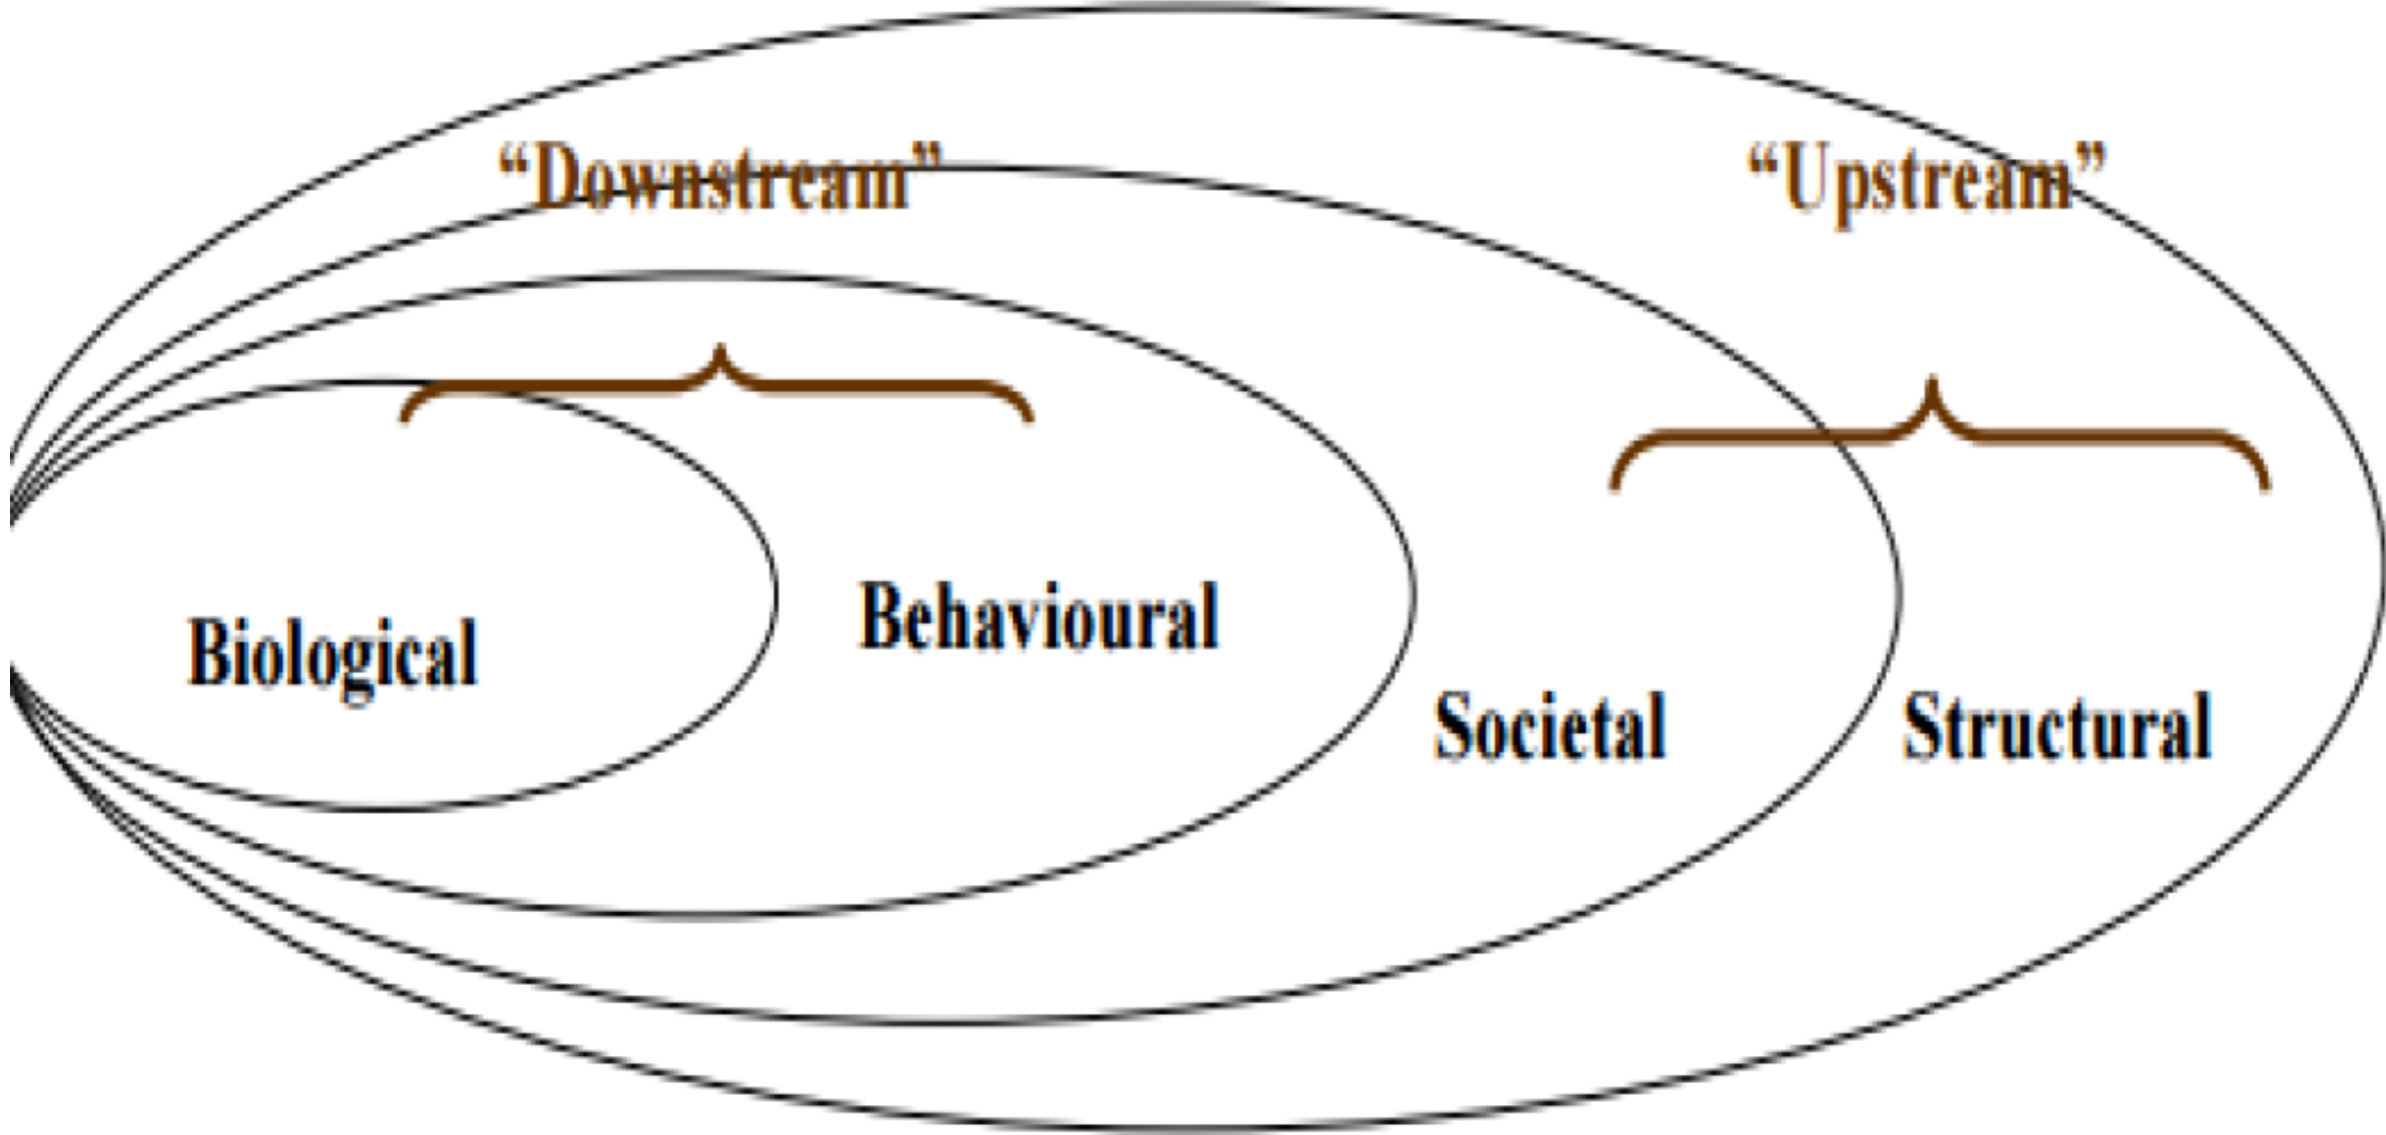 “Downstream”
“Upstream”
Biological
Behavioural
Societal
Structural